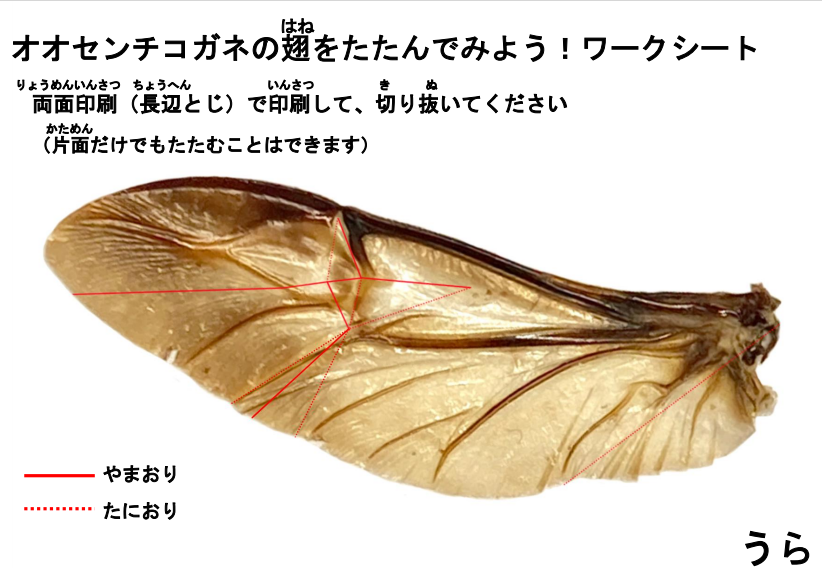 オオセンチコガネの翅をたたんでみよう！ワークシート
はね
りょうめんいんさつ ちょうへん いんさつ き ぬ
両面印刷（長辺とじ）で印刷して、切り抜いてください
かためん
（片面だけでもたたむことはできます）
やまおり
たにおり
うら